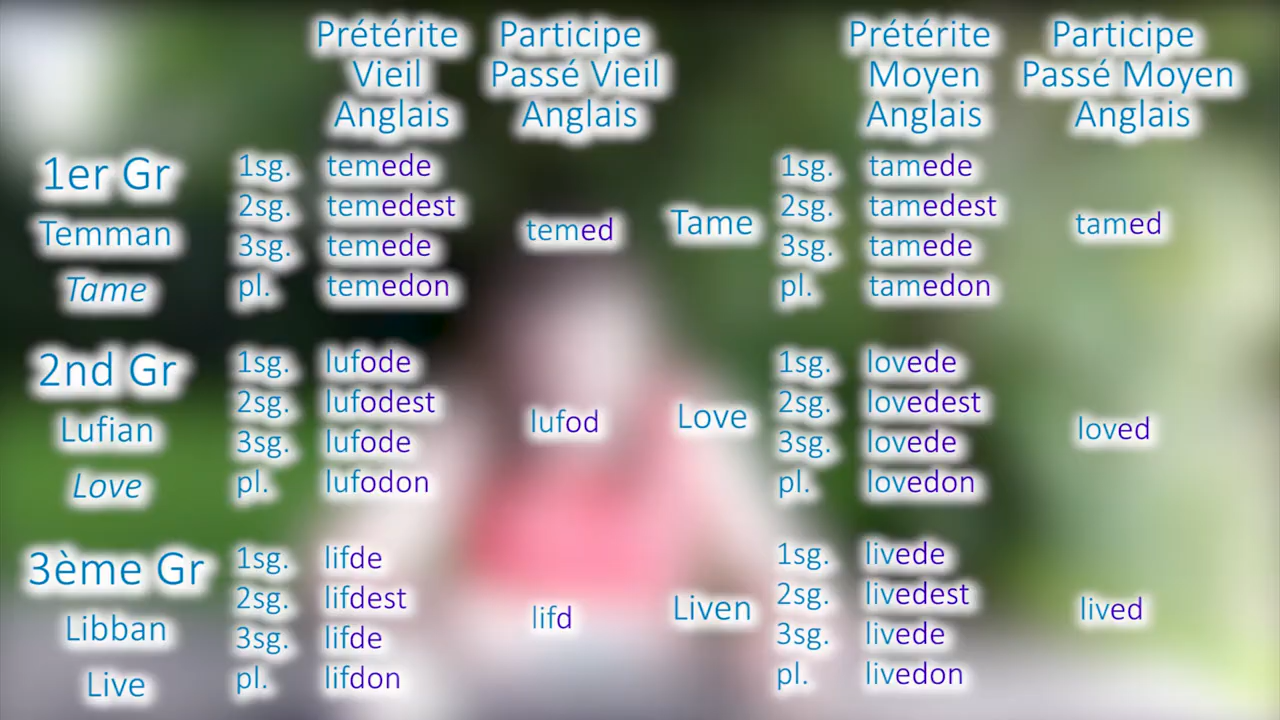 Prétérite Vieil Anglais
Participe Passé Vieil Anglais
Prétérite Moyen Anglais
Participe Passé Moyen Anglais
1er Gr
Temman
Tame
1sg. temede
2sg. temedest
3sg. temede
pl. temedon
temed
Tame
1sg. tamede
2sg. tamedest
3sg. tamede
pl. tamedon
tamed
2nd Gr
Lufian
Love
1sg. lufode
2sg. lufodest
3sg. lufode
pl. lufodon
lufod
Love
1sg. lovede
2sg. lovedest
3sg. lovede
pl. lovedon
loved
3ème Gr
Libban
Live
1sg. lifde
2sg. lifdest
3sg. lifde
pl. lifdon
lifd
Liven
1sg. livede
2sg. livedest
3sg. livede
pl. livedon
lived